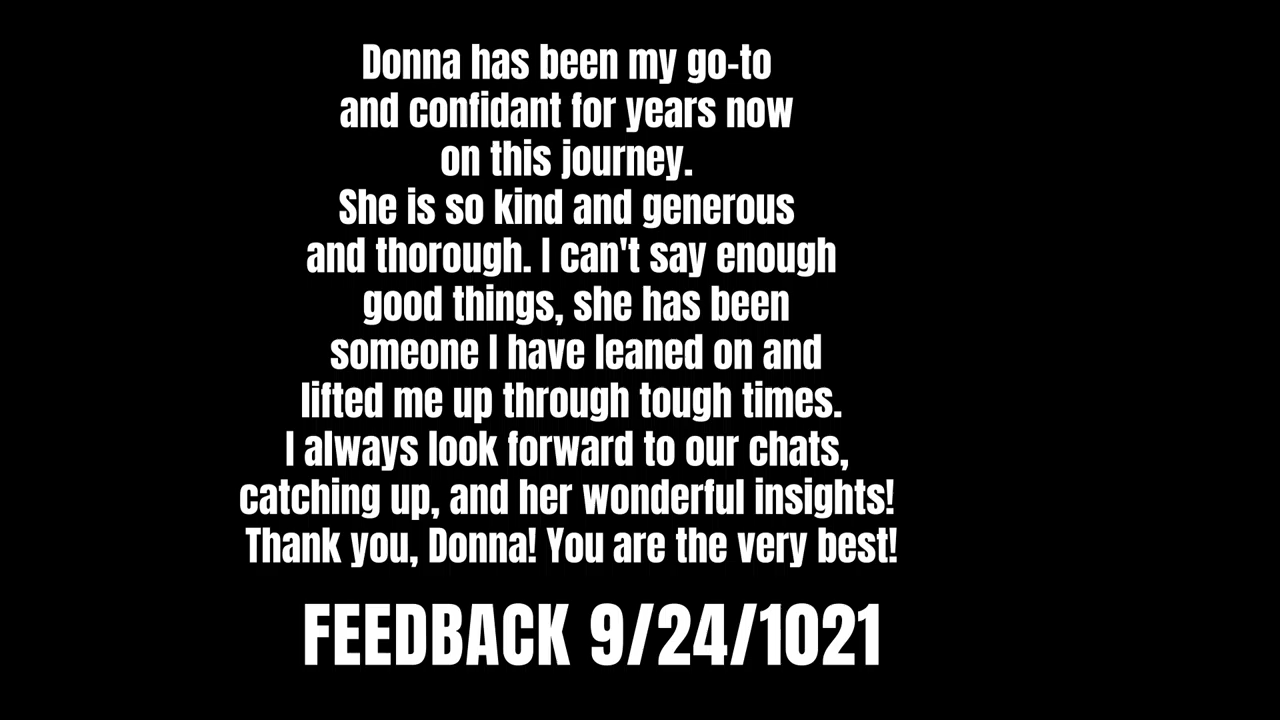 Donna has been my go-to
and confidant for years now
on this journey.
She is so kind and generous
and thorough. I can't say enough
good things, she has been
someone I have leaned on and
lifted me up through tough times.
I always look forward to our chats,
catching up, and her wonderful insights!
Thank you, Donna! You are the very best!
FEEDBACK 9/24/1021